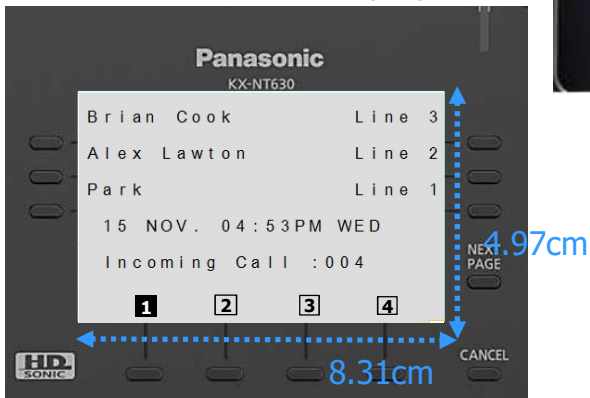 Panasonic
KX-NT630
Brian Cook Line 3
Alex Lawton Line 2
Park Line 1
15 NOV. 04:53PM WED
Incoming Call :004
1 2 3 4
NEXT PAGE
4.97cm
HD SONIC
8.31cm
CANCEL